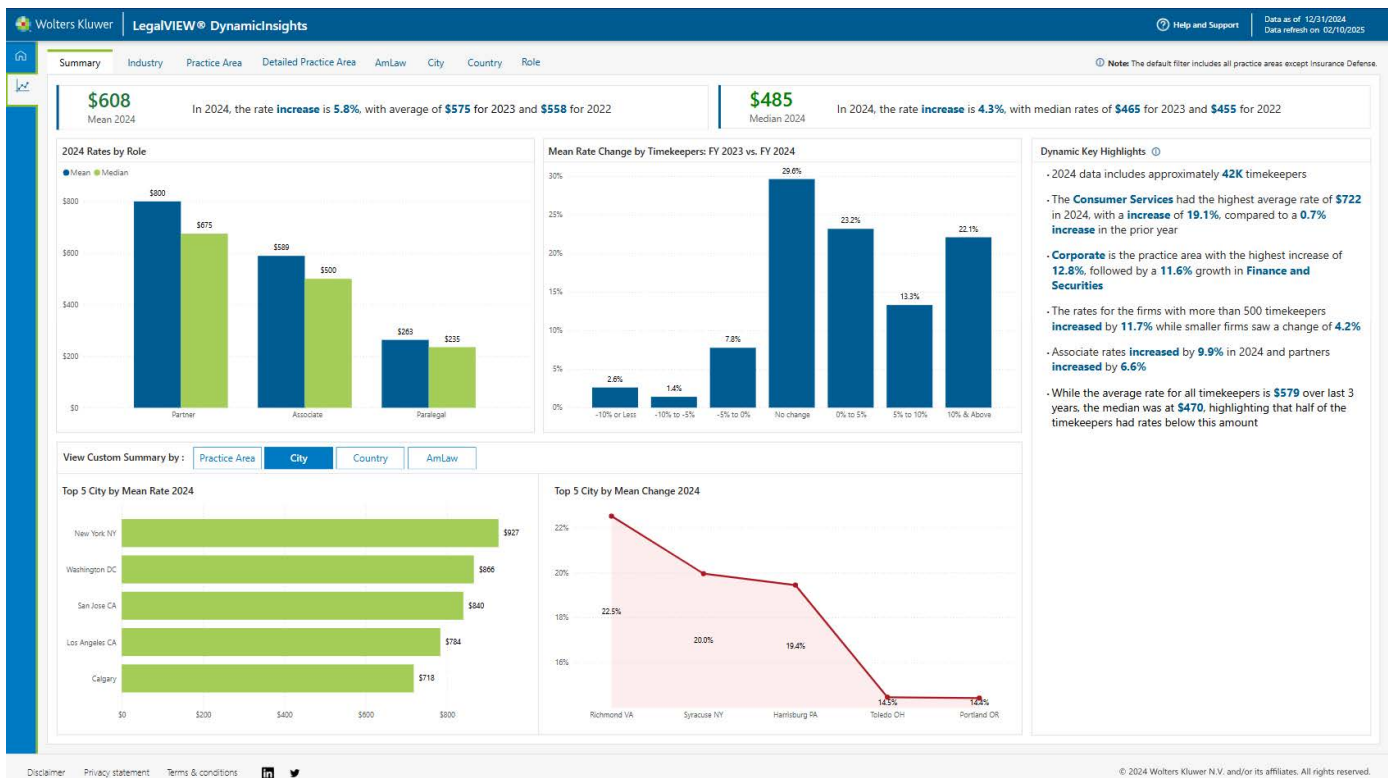 Wolters Kluwer
LegalVIEW® DynamicInsights
Help and Support
Data as of 12/31/2024
Data refresh on 02/10/2025
Summary
Industry
Practice Area
Detailed Practice Area
AmLaw
City
Country
Role
Note: The default filter includes all practice areas except Insurance Defense.
$608
Mean 2024
In 2024, the rate increase is 5.8%, with average of $575 for 2023 and $558 for 2022
$485
Median 2024
In 2024, the rate increase is 4.3%, with median rates of $465 for 2023 and $455 for 2022
2024 Rates by Role
Mean
Median
$800
$600
$400
$200
$0
$800
$675
$589
$500
$263
$235
Partner
Associate
Paralegal
Mean Rate Change by Timekeepers: FY 2023 vs. FY 2024
30%
25%
20%
15%
10%
5%
0%
2.6%
1.4%
7.8%
29.6%
23.2%
13.3%
22.1%
-10% or Less
-10% to -5%
-5% to 0%
No change
0% to 5%
5% to 10%
10% & Above
Dynamic Key Highlights
2024 data includes approximately 42K timekeepers
The Consumer Services had the highest average rate of $722
in 2024, with a increase of 19.1%, compared to a 0.7%
increase in the prior year
Corporate is the practice area with the highest increase of
12.8%, followed by a 11.6% growth in Finance and
Securities
The rates for the firms with more than 500 timekeepers
increased by 11.7% while smaller firms saw a change of 4.2%
Associate rates increased by 9.9% in 2024 and partners
increased by 6.6%
While the average rate for all timekeepers is $579 over last 3
years, the median was at $470, highlighting that half of the
timekeepers had rates below this amount
View Custom Summary by :
Practice Area
City
Country
AmLaw
Top 5 City by Mean Rate 2024
New York NY
$927
Washington DC
$866
San Jose CA
$840
Los Angeles CA
$784
Calgary
$718
$0
$200
$400
$600
$800
Top 5 City by Mean Change 2024
22%
20%
18%
16%
22.5%
20.0%
19.4%
14.5%
14.4%
Richmond VA
Syracuse NY
Harrisburg PA
Toledo OH
Portland OR
Disclaimer
Privacy statement
Terms & conditions
in
© 2024 Wolters Kluwer N.V. and/or its affiliates. All rights reserved.